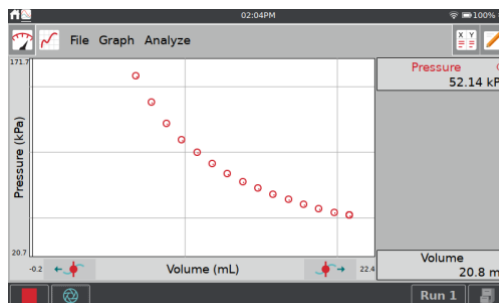 02:04PM 100%
File Graph Analyze
X Y
171.7
Pressure (kPa)
20.7
-0.2
Volume (mL)
22.4
Pressure
52.14 kP
Volume
20.8 m
Run 1